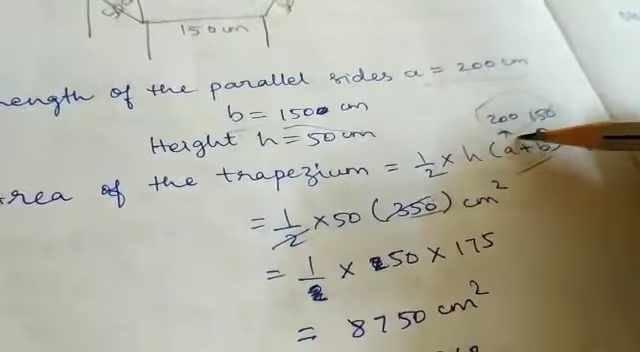 150 cm
Length of the parallel sides a = 200 cm
b = 150 cm
Height h = 50 cm
200 150
Area of the trapezium = 1/2 × h (a+b)
= 1/2 × 50 (350) cm²
= 1/2 × 50 × 175
= 8750 cm²